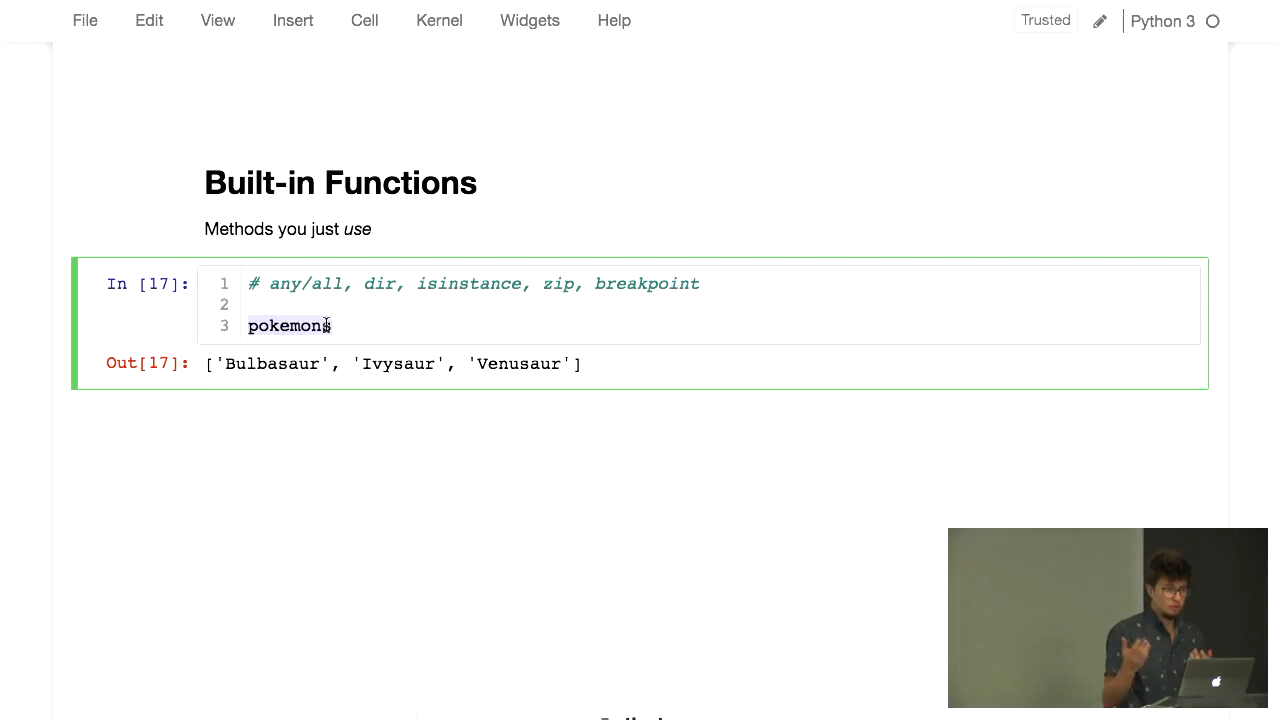 File Edit View Insert Cell Kernel Widgets Help Trusted Python 3
Built-in Functions
Methods you just use
In [17]: 1 # any/all, dir, isinstance, zip, breakpoint
2
3 pokemons
Out[17]: ['Bulbasaur', 'Ivysaur', 'Venusaur']